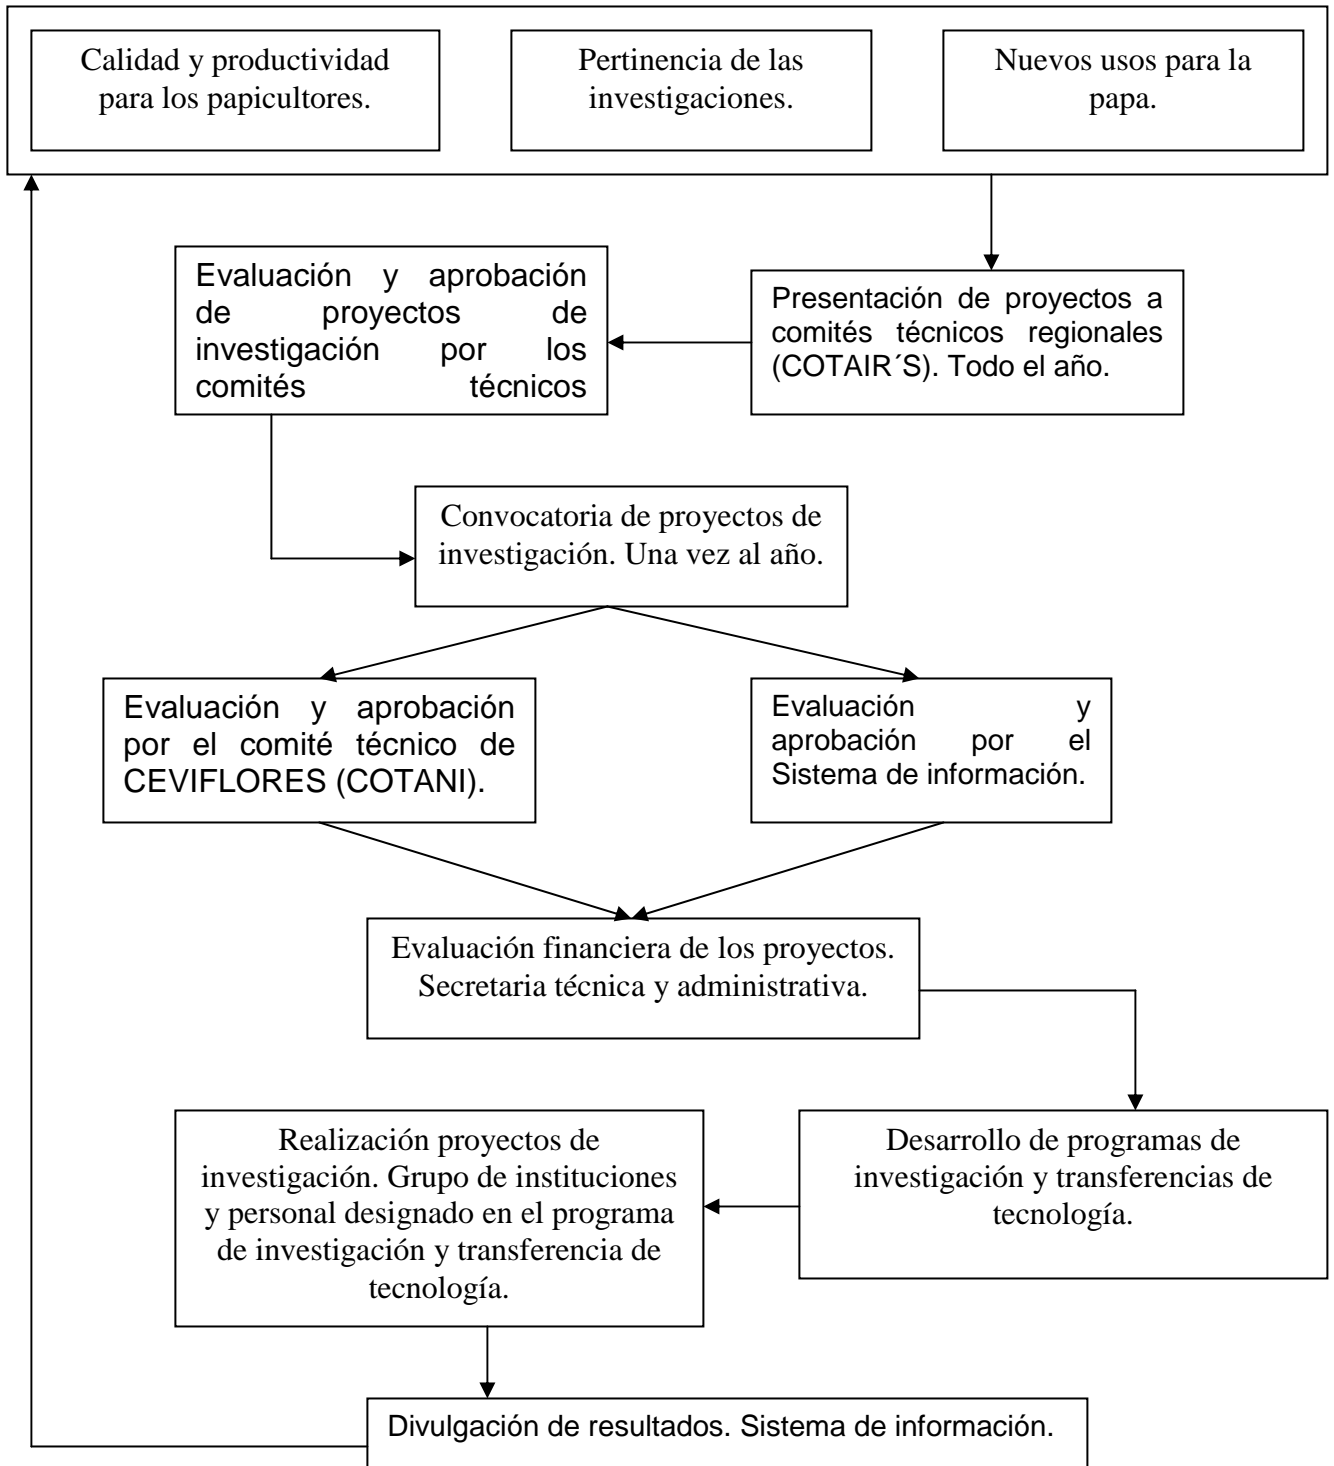 Calidad y productividad
para los papicultores.
Pertinencia de las
investigaciones.
Nuevos usos para la
papa.
Evaluación y aprobación
de proyectos de
investigación por los
comités técnicos
Presentación de proyectos a
comités técnicos regionales
(COTAIR´S). Todo el año.
Convocatoria de proyectos de
investigación. Una vez al año.
Evaluación y aprobación
por el comité técnico de
CEVIFLORES (COTANI).
Evaluación y
aprobación por el
Sistema de información.
Evaluación financiera de los proyectos.
Secretaria técnica y administrativa.
Realización proyectos de
investigación. Grupo de instituciones
y personal designado en el programa
de investigación y transferencia de
tecnología.
Desarrollo de programas de
investigación y transferencias de
tecnología.
Divulgación de resultados. Sistema de información.